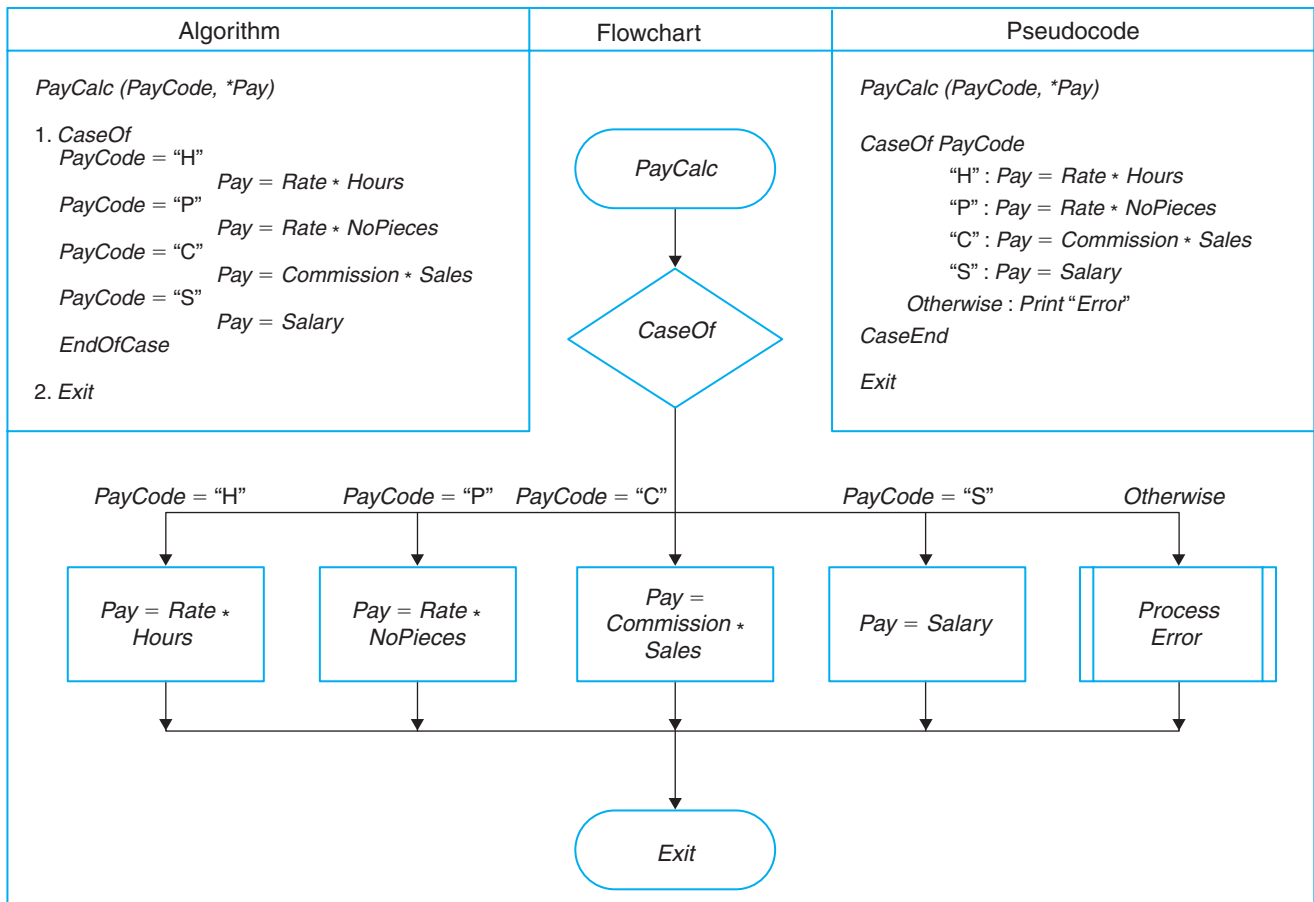 Algorithm
Flowchart
Pseudocode
PayCalc (PayCode, *Pay)
1. CaseOf
PayCode = “H”
Pay = Rate * Hours
PayCode = “P”
Pay = Rate * NoPieces
PayCode = “C”
Pay = Commission * Sales
PayCode = “S”
Pay = Salary
EndOfCase
2. Exit
PayCalc
CaseOf
PayCalc (PayCode, *Pay)
CaseOf PayCode
“H” : Pay = Rate * Hours
“P” : Pay = Rate * NoPieces
“C” : Pay = Commission * Sales
“S” : Pay = Salary
Otherwise : Print “Error”
CaseEnd
Exit
PayCode = “H”
PayCode = “P”
PayCode = “C”
PayCode = “S”
Otherwise
Pay = Rate *
Hours
Pay = Rate *
NoPieces
Pay =
Commission *
Sales
Pay = Salary
Process
Error
Exit